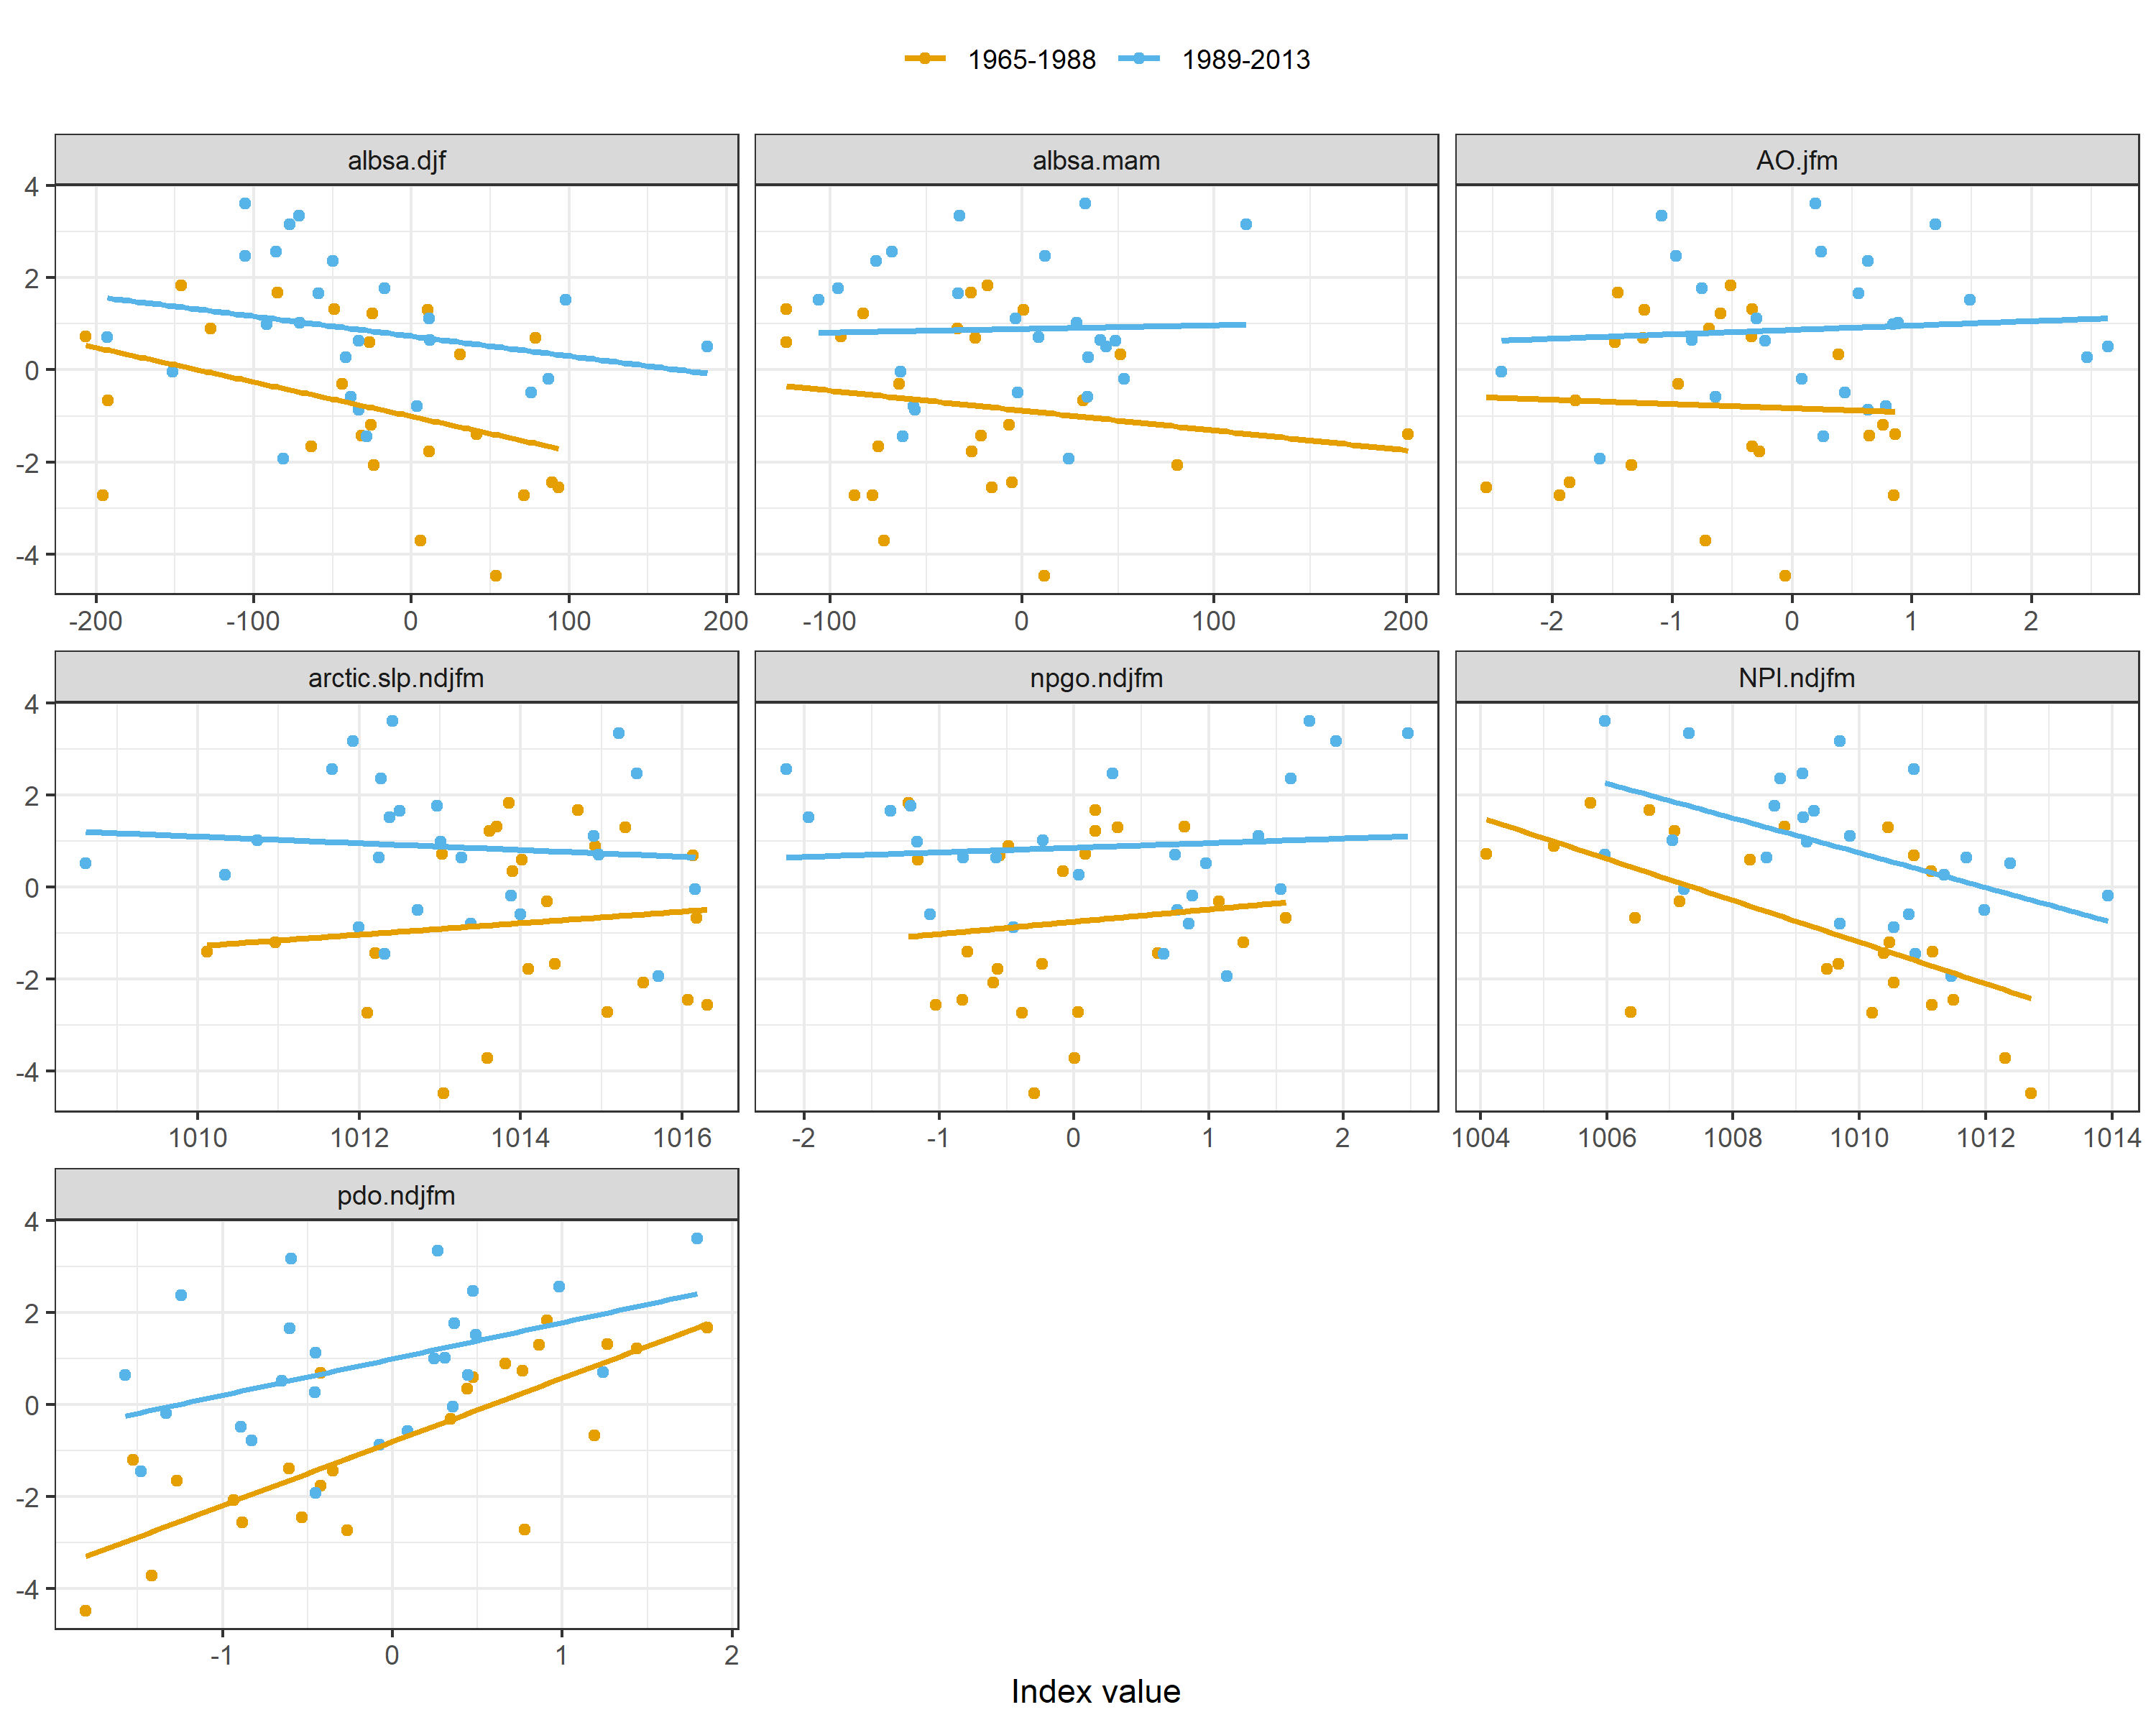 1965-1988 1989-2013
albsa.djf albsa.mam AO.jfm
4
2
0
-2
-4
-200 -100 0 100 200 -100 0 100 200 -2 -1 0 1 2
arctic.slp.ndjfm npgo.ndjfm NPI.ndjfm
4
2
0
-2
-4
1010 1012 1014 1016 -2 -1 0 1 2 1004 1006 1008 1010 1012 1014
pdo.ndjfm
4
2
0
-2
-4
-1 0 1 2
Index value